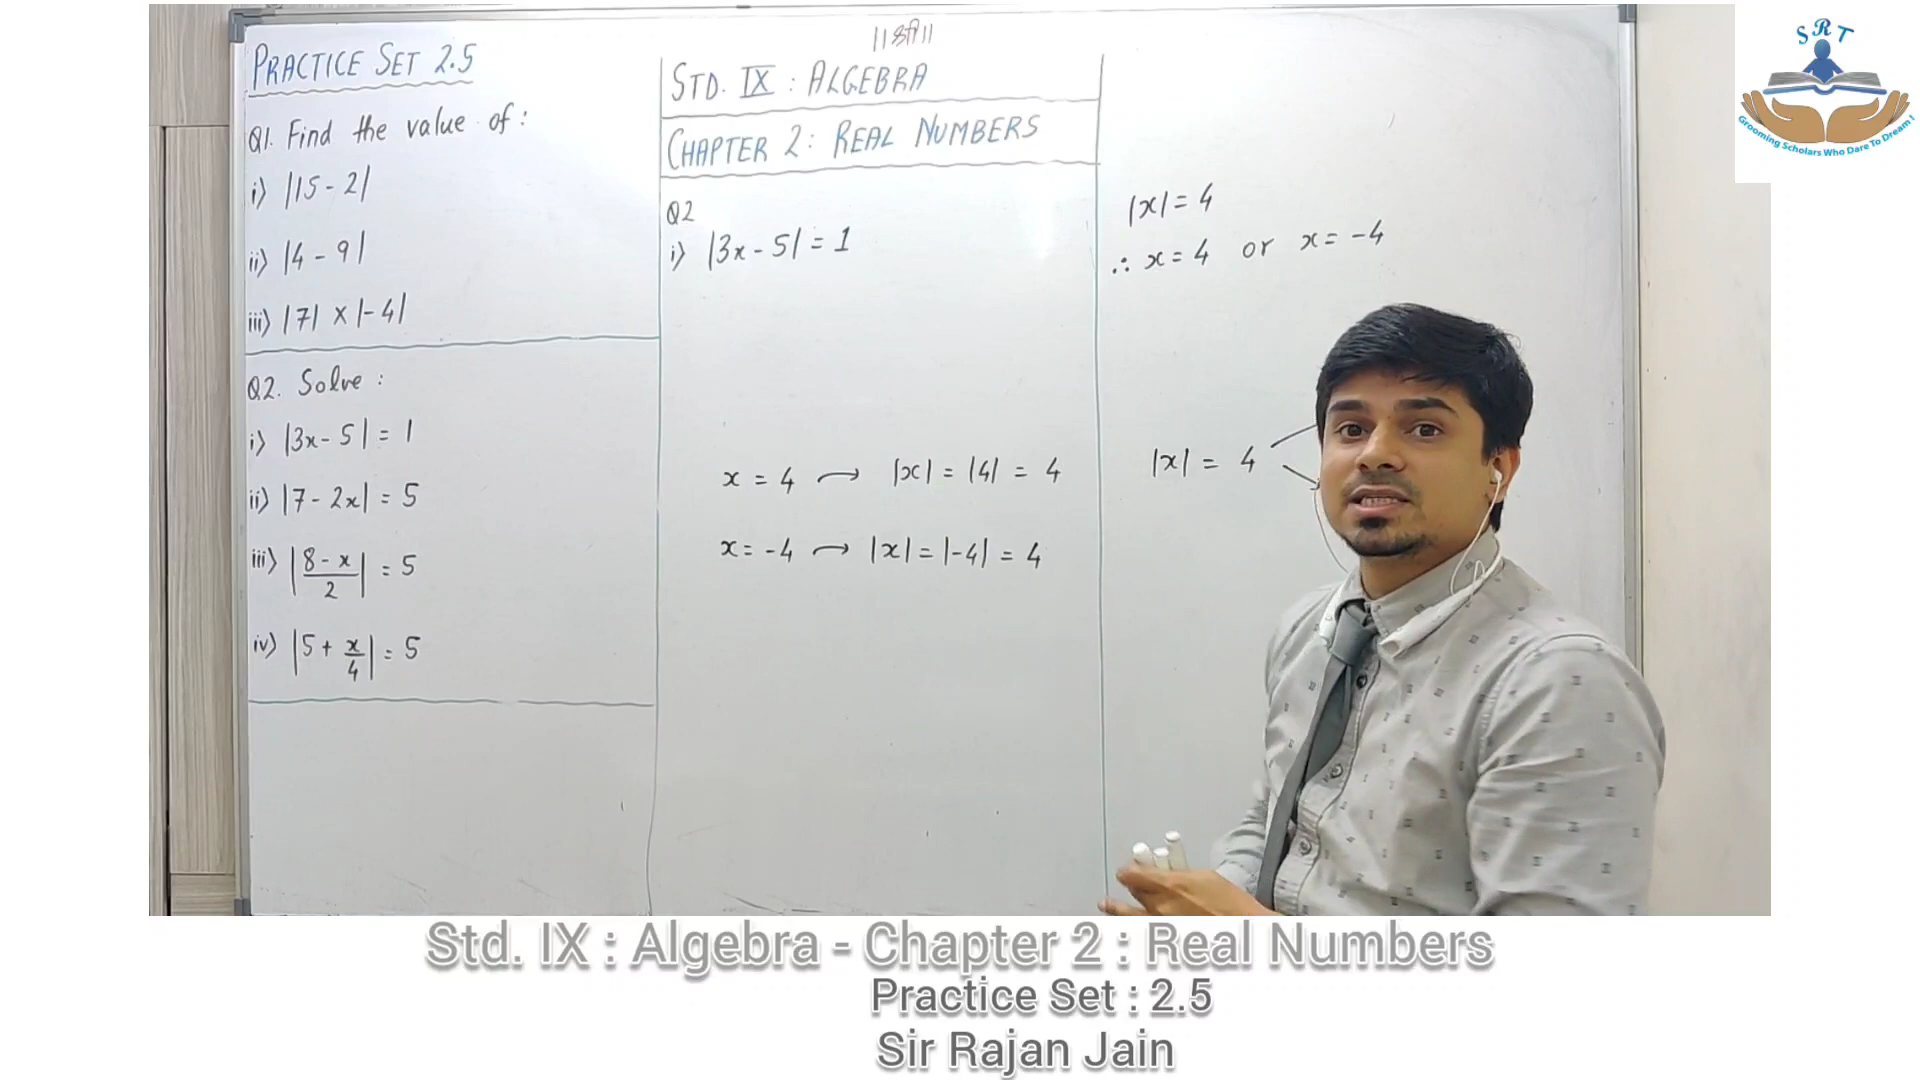 PRACTICE SET 2.5
Q1. Find the value of :
i) |15 - 2|
ii) |4 - 9|
iii) |7| × |-4|
Q2. Solve :
i) |3x - 5| = 1
ii) |7 - 2x| = 5
iii) |8 - x / 2| = 5
iv) |5 + x/4| = 5
॥ श्री ॥
STD. IX : ALGEBRA
CHAPTER 2 : REAL NUMBERS
Q2
i) |3x - 5| = 1
x = 4 → |x| = |4| = 4
x = -4 → |x| = |-4| = 4
|x| = 4
∴ x = 4 or x = -4
|x| = 4
SRT
Grooming Scholars Who Dare To Dream !
Std. IX : Algebra - Chapter 2 : Real Numbers
Practice Set : 2.5
Sir Rajan Jain